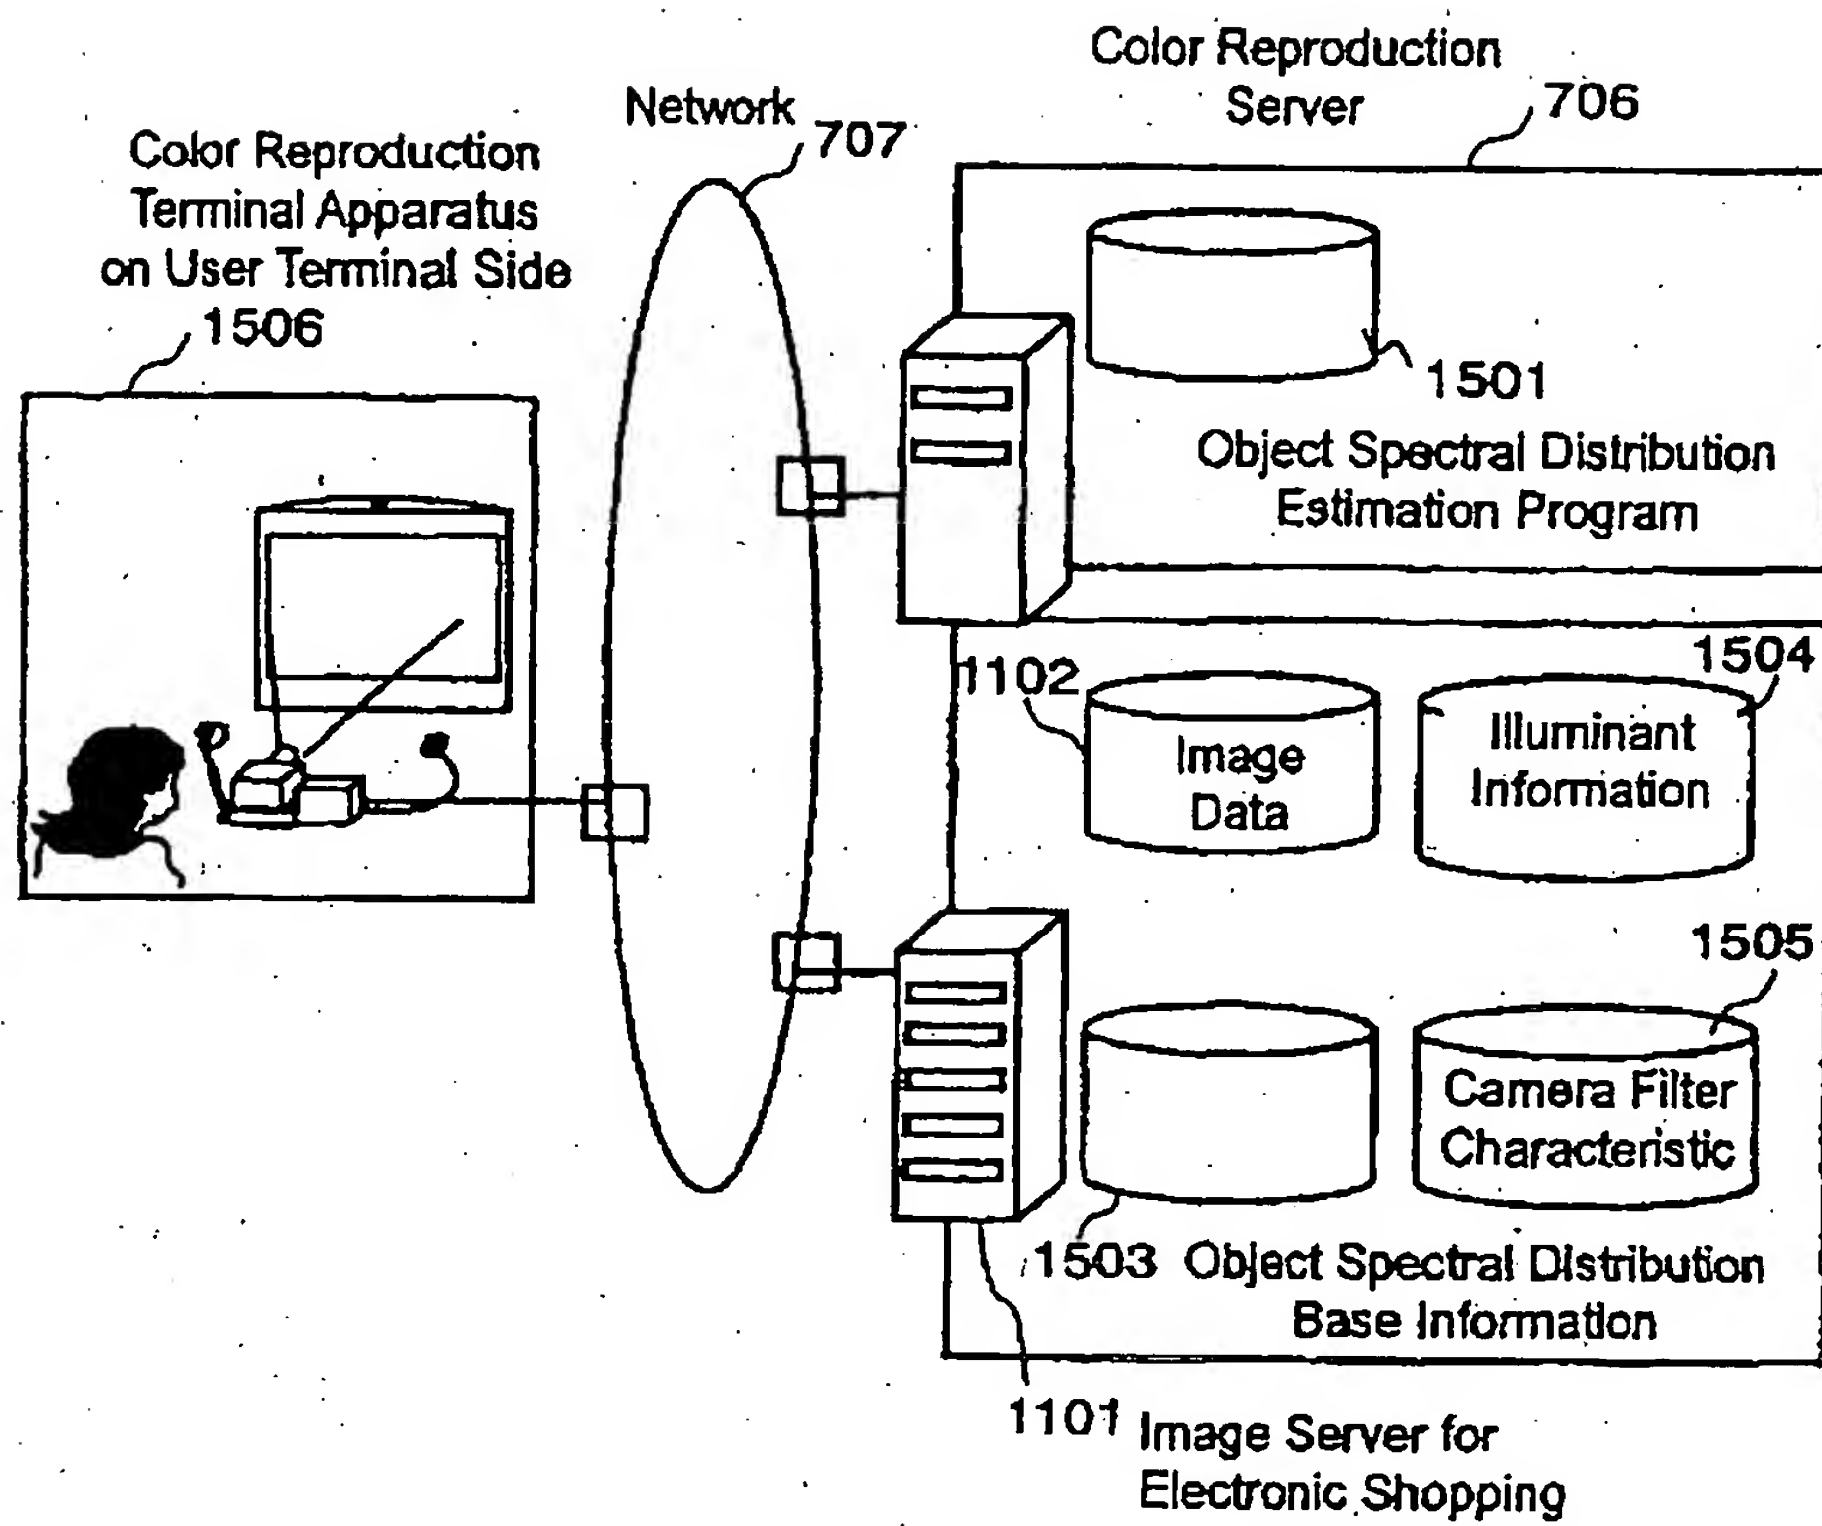 Color Reproduction
Server
706
Network
707
Color Reproduction
Terminal Apparatus
on User Terminal Side
1506
1501
Object Spectral Distribution
Estimation Program
1102
Image
Data
1504
Illuminant
Information
1505
Camera Filter
Characteristic
1503 Object Spectral Distribution
Base Information
1101 Image Server for
Electronic Shopping